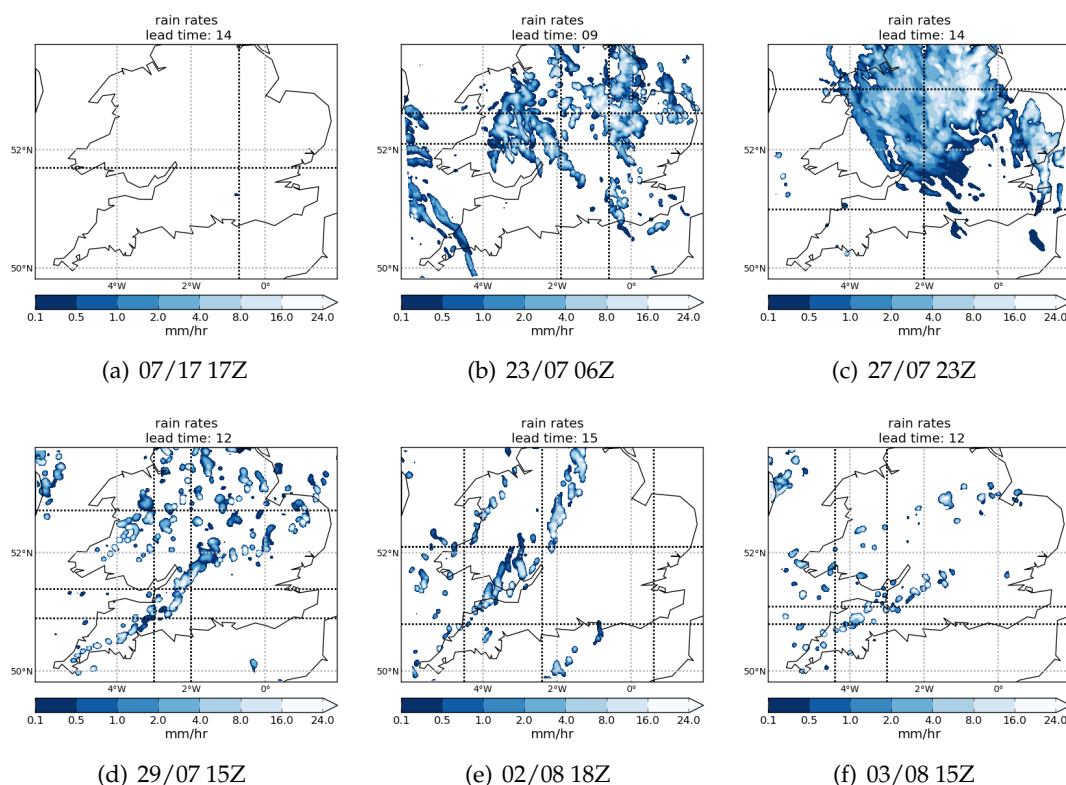 rain rates
lead time: 14
52°N
50°N
4°W 2°W 0°
0.1 0.5 1.0 2.0 4.0 8.0 16.0 24.0
mm/hr
(a) 07/17 17Z
rain rates
lead time: 09
52°N
50°N
4°W 2°W 0°
0.1 0.5 1.0 2.0 4.0 8.0 16.0 24.0
mm/hr
(b) 23/07 06Z
rain rates
lead time: 14
52°N
50°N
4°W 2°W 0°
0.1 0.5 1.0 2.0 4.0 8.0 16.0 24.0
mm/hr
(c) 27/07 23Z
rain rates
lead time: 12
52°N
50°N
4°W 2°W 0°
0.1 0.5 1.0 2.0 4.0 8.0 16.0 24.0
mm/hr
(d) 29/07 15Z
rain rates
lead time: 15
52°N
50°N
4°W 2°W 0°
0.1 0.5 1.0 2.0 4.0 8.0 16.0 24.0
mm/hr
(e) 02/08 18Z
rain rates
lead time: 12
52°N
50°N
4°W 2°W 0°
0.1 0.5 1.0 2.0 4.0 8.0 16.0 24.0
mm/hr
(f) 03/08 15Z